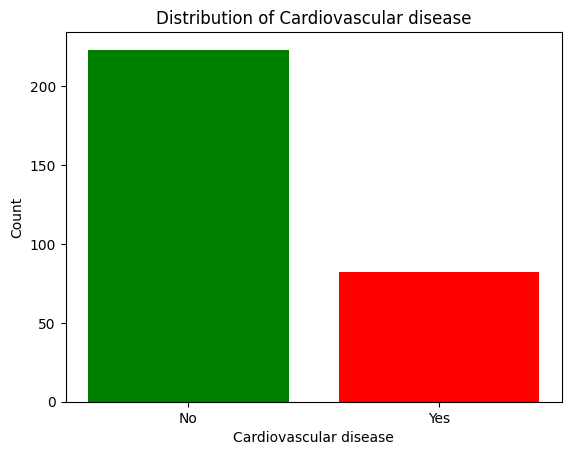 Distribution of Cardiovascular disease
Count
200
150
100
50
0
No Yes
Cardiovascular disease